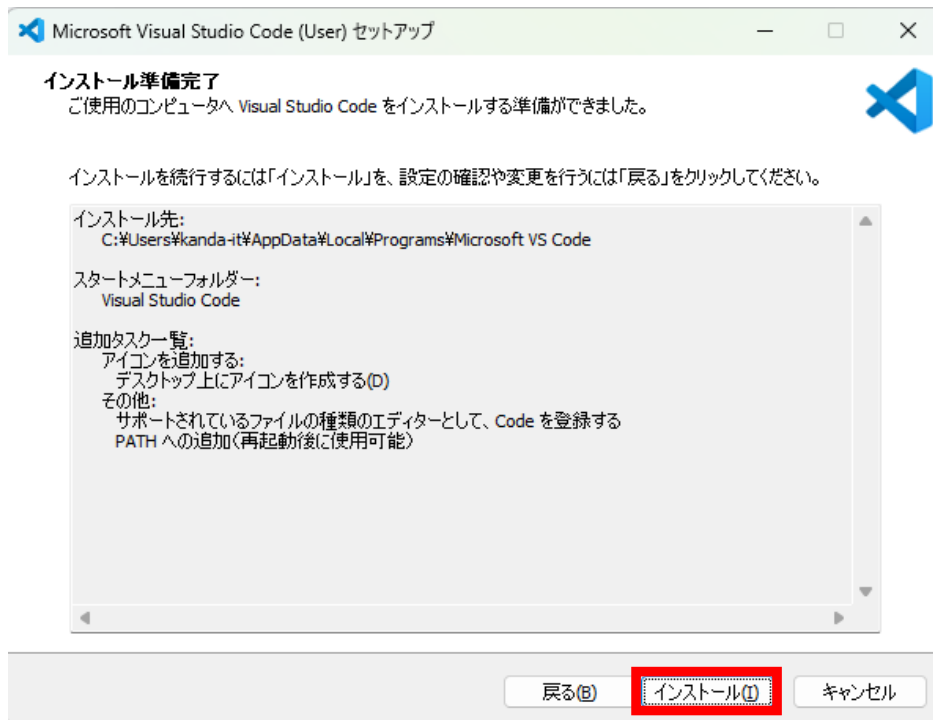 Microsoft Visual Studio Code (User) セットアップ
インストール準備完了
ご使用のコンピュータへ Visual Studio Code をインストールする準備ができました。
インストールを続行するには「インストール」を、設定の確認や変更を行うには「戻る」をクリックしてください。
インストール先:
C:¥Users¥kanda-it¥AppData¥Local¥Programs¥Microsoft VS Code
スタートメニューフォルダー:
Visual Studio Code
追加タスク一覧:
アイコンを追加する:
デスクトップ上にアイコンを作成する(D)
その他:
サポートされているファイルの種類のエディターとして、Code を登録する
PATH への追加(再起動後に使用可能)
戻る(B) インストール(I) キャンセル